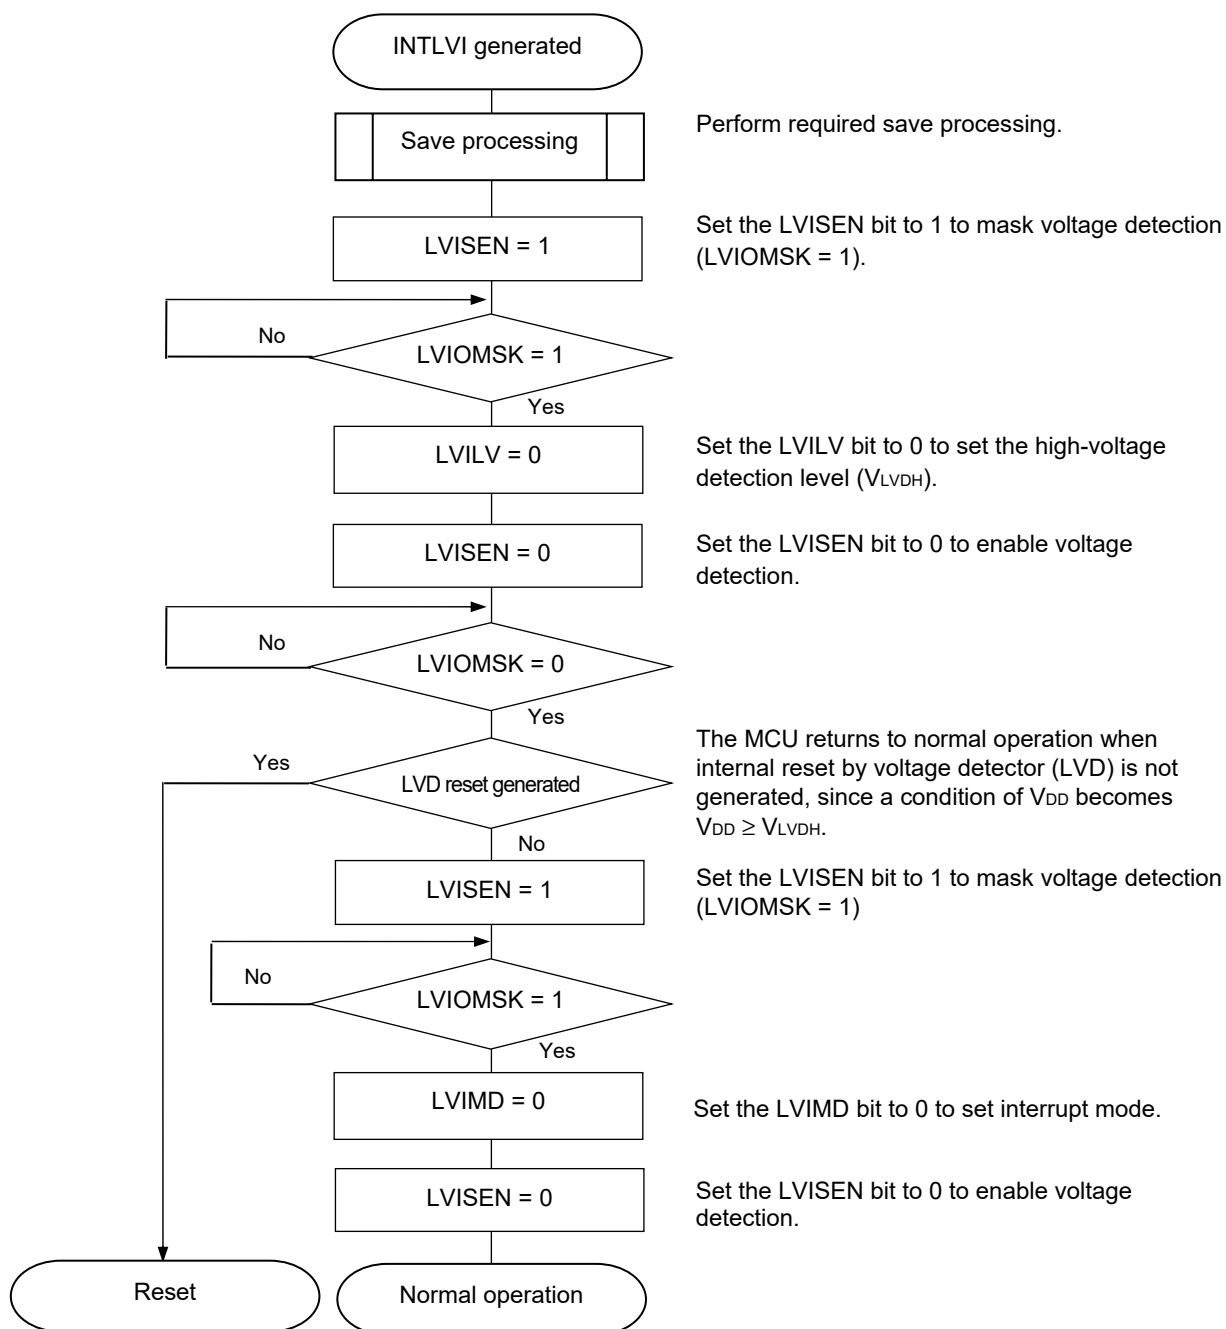 INTLVI generated
Save processing
Perform required save processing.
LVISEN = 1
Set the LVISEN bit to 1 to mask voltage detection
(LVIOMSK = 1).
No
LVIOMSK = 1
Yes
LVILV = 0
Set the LVILV bit to 0 to set the high-voltage
detection level (VLVDH).
LVISEN = 0
Set the LVISEN bit to 0 to enable voltage
detection.
No
LVIOMSK = 0
Yes
Yes
LVD reset generated
The MCU returns to normal operation when
internal reset by voltage detector (LVD) is not
generated, since a condition of VDD becomes
VDD ≥ VLVDH.
No
LVISEN = 1
Set the LVISEN bit to 1 to mask voltage detection
(LVIOMSK = 1)
No
LVIOMSK = 1
Yes
LVIMD = 0
Set the LVIMD bit to 0 to set interrupt mode.
LVISEN = 0
Set the LVISEN bit to 0 to enable voltage
detection.
Reset
Normal operation